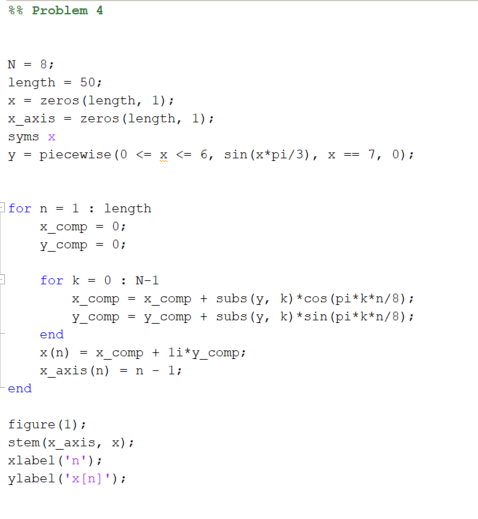 %% Problem 4
N = 8;
length = 50;
x = zeros(length, 1);
x_axis = zeros(length, 1);
syms x
y = piecewise(0 <= x <= 6, sin(x*pi/3), x == 7, 0);
for n = 1 : length
x_comp = 0;
y_comp = 0;
for k = 0 : N-1
x_comp = x_comp + subs(y, k)*cos(pi*k*n/8);
y_comp = y_comp + subs(y, k)*sin(pi*k*n/8);
end
x(n) = x_comp + 1i*y_comp;
x_axis(n) = n - 1;
end
figure(1);
stem(x_axis, x);
xlabel('n');
ylabel('x[n]');